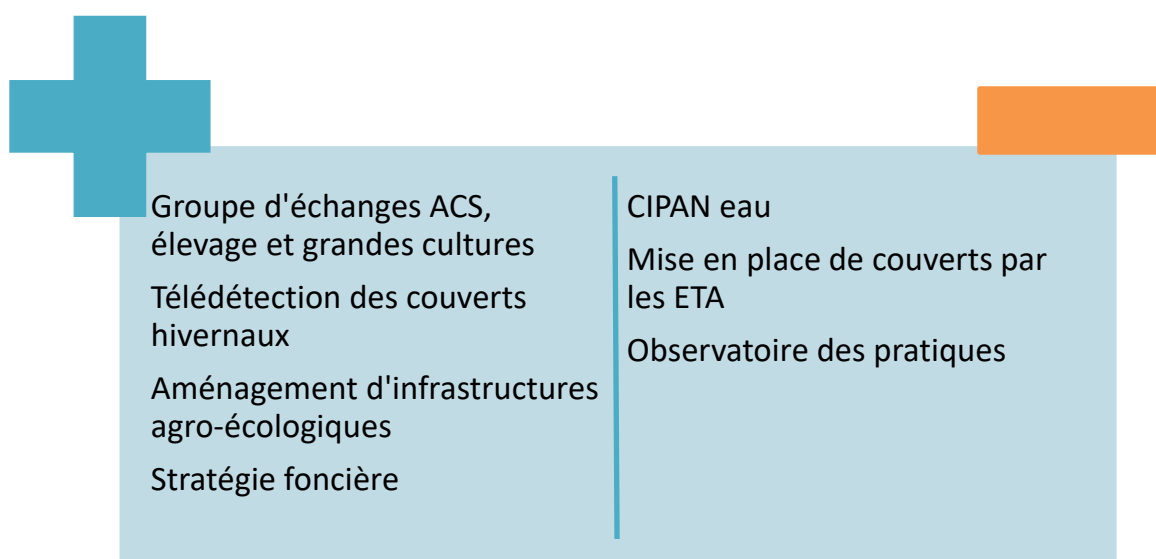 Groupe d'échanges ACS,
élevage et grandes cultures
Télédétection des couverts
hivernaux
Aménagement d'infrastructures
agro-écologiques
Stratégie foncière
CIPAN eau
Mise en place de couverts par
les ETA
Observatoire des pratiques